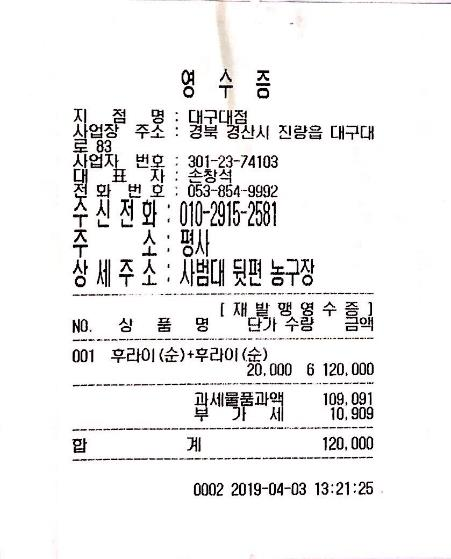 영 수 증
지 점 명 : 대구대점
사업장 주소 : 경북 경산시 진량읍 대구대
로 83
사업자 번호 : 301-23-74103
대 표 자 : 손창석
전 화 번 호 : 053-854-9992
수신전화 : 010-2915-2581
주 소 : 평사
상세주소 : 사범대 뒷편 농구장
[ 재 발 행 영 수 증 ]
NO. 상 품 명 단가 수량 금액
001 후라이(순)+후라이(순)
20,000 6 120,000
과세물품과액 109,091
부 가 세 10,909
합 계 120,000
0002 2019-04-03 13:21:25